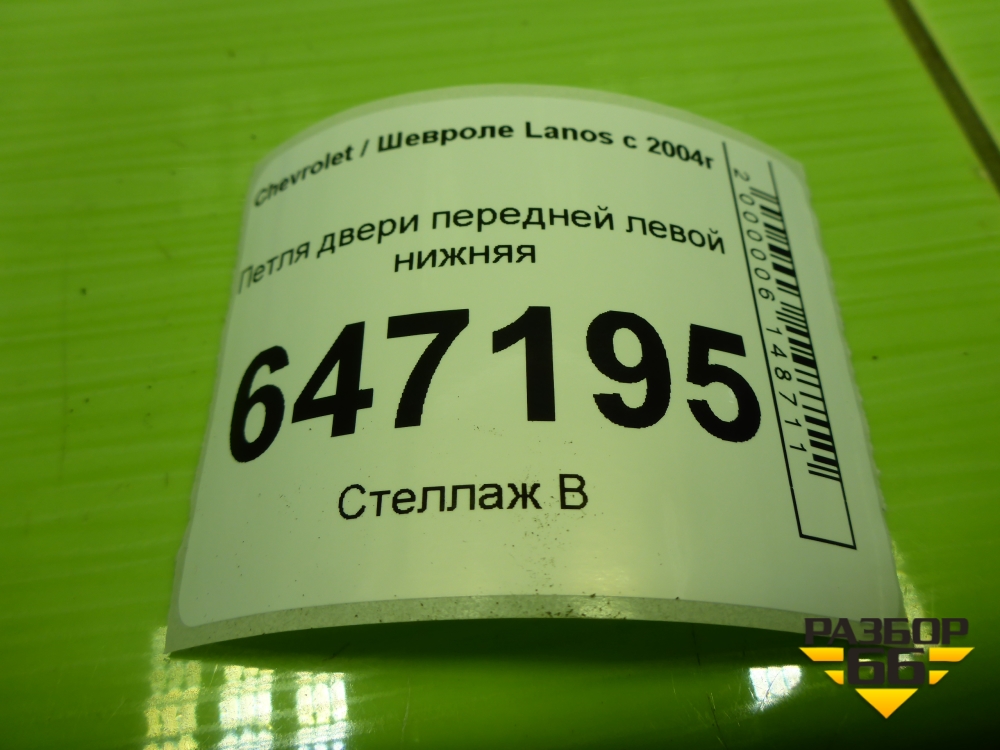 Chevrolet / Шевроле Lanos с 2004г
Петля двери передней левой
нижняя
647195
Стеллаж В
2000006148711
РАЗБОР
66